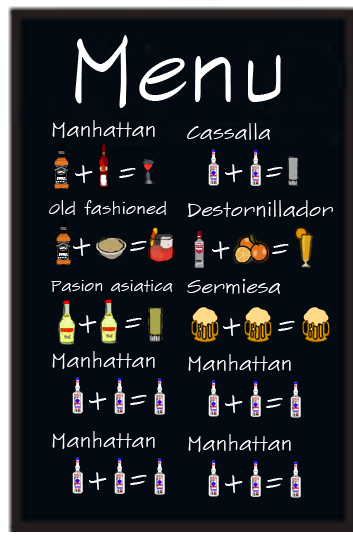 Menu
Manhattan Cassalla
+ = + =
Old fashioned Destornillador
+ = + =
Pasion asiatica Sermiesa
+ = + =
Manhattan Manhattan
+ = + =
Manhattan Manhattan
+ = + =